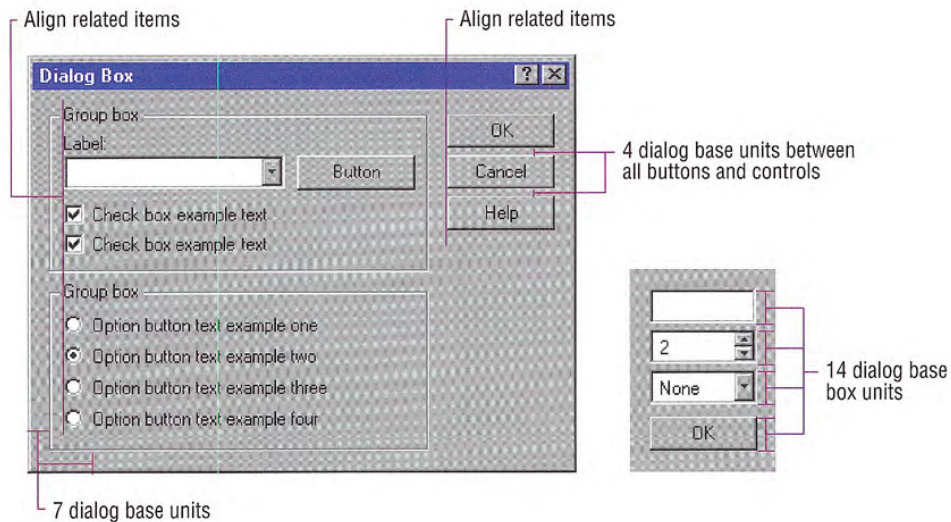 Align related items
Align related items
Dialog Box
Group box
Label:
Button
Check box example text
Check box example text
OK
Cancel
Help
4 dialog base units between
all buttons and controls
Group box
Option button text example one
Option button text example two
Option button text example three
Option button text example four
2
None
OK
14 dialog base
box units
7 dialog base units